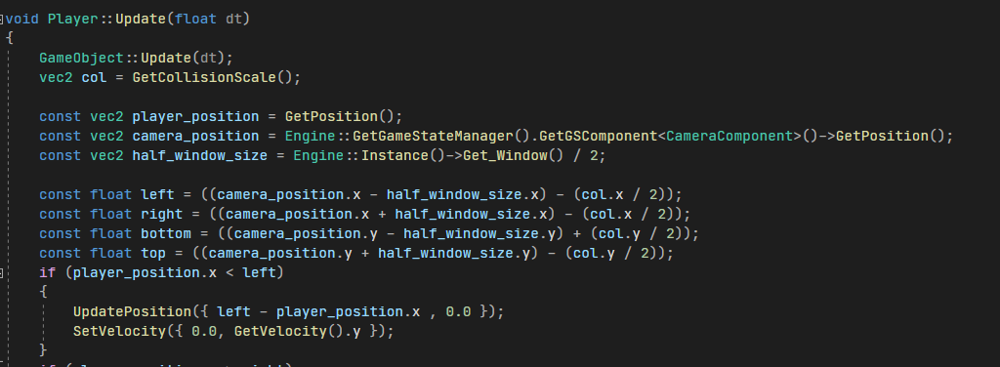 void Player::Update(float dt)
{
GameObject::Update(dt);
vec2 col = GetCollisionScale();
const vec2 player_position = GetPosition();
const vec2 camera_position = Engine::GetGameStateManager().GetGSComponent<CameraComponent>()->GetPosition();
const vec2 half_window_size = Engine::Instance()->Get_Window() / 2;
const float left = ((camera_position.x - half_window_size.x) - (col.x / 2));
const float right = ((camera_position.x + half_window_size.x) - (col.x / 2));
const float bottom = ((camera_position.y - half_window_size.y) + (col.y / 2));
const float top = ((camera_position.y + half_window_size.y) - (col.y / 2));
if (player_position.x < left)
{
UpdatePosition({ left - player_position.x , 0.0 });
SetVelocity({ 0.0, GetVelocity().y });
}